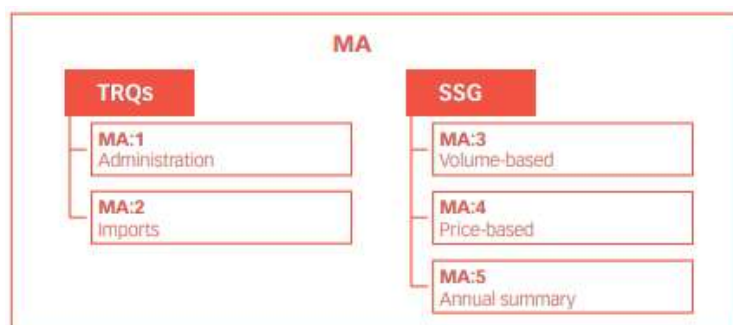 MA
TRQs
MA:1
Administration
MA:2
Imports
SSG
MA:3
Volume-based
MA:4
Price-based
MA:5
Annual summary